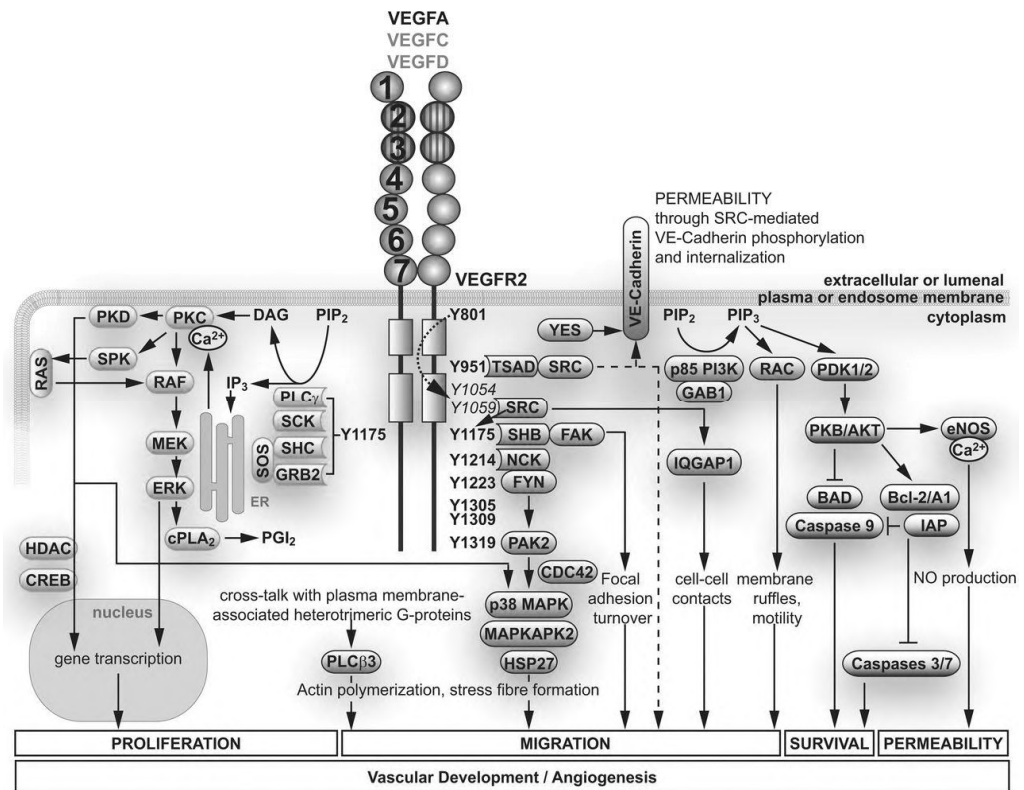 VEGFA
VEGFC
VEGFD
1
2
3
4
5
6
7
VEGFR2
PERMEABILITY
through SRC-mediated
VE-Cadherin phosphorylation
and internalization
VE-Cadherin
extracellular or lumenal
plasma or endosome membrane
cytoplasm
PKD
PKC
DAG
PIP₂
Ca²⁺
SPK
RAS
RAF
IP₃
PLCγ
SCK
SHC
GRB2
SOS
Y1175
MEK
ERK
ER
cPLA₂
PGI₂
HDAC
CREB
nucleus
gene transcription
Y801
Y951
TSAD
SRC
YES
Y1054
Y1059
SRC
Y1175
SHB
FAK
Y1214
NCK
Y1223
FYN
Y1305
Y1309
Y1319
PAK2
CDC42
p38 MAPK
MAPKAPK2
HSP27
cross-talk with plasma membrane-
associated heterotrimeric G-proteins
PLCβ3
Actin polymerization, stress fibre formation
PIP₂
PIP₃
p85 PI3K
GAB1
RAC
PDK1/2
PKB/AKT
eNOS
Ca²⁺
IQGAP1
BAD
Bcl-2/A1
Caspase 9
IAP
Focal
adhesion
turnover
cell-cell
contacts
membrane
ruffles,
motility
NO production
Caspases 3/7
PROLIFERATION
MIGRATION
SURVIVAL
PERMEABILITY
Vascular Development / Angiogenesis